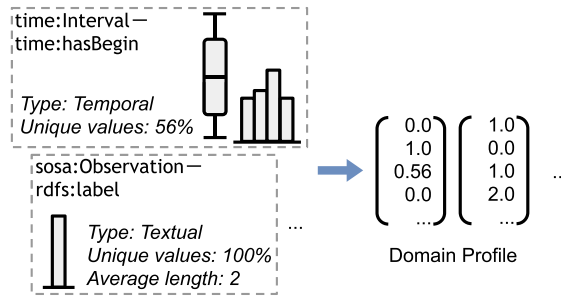 time:Interval—
time:hasBegin
Type: Temporal
Unique values: 56%
sosa:Observation—
rdfs:label
Type: Textual
Unique values: 100%
Average length: 2
...
0.0
1.0
0.56
0.0
...
1.0
0.0
1.0
2.0
...
..
Domain Profile